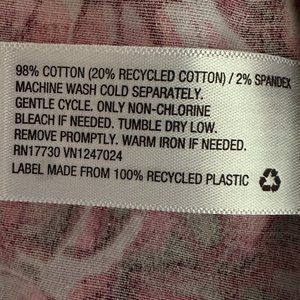 98% COTTON (20% RECYCLED COTTON) / 2% SPANDEX
MACHINE WASH COLD SEPARATELY.
GENTLE CYCLE. ONLY NON-CHLORINE
BLEACH IF NEEDED. TUMBLE DRY LOW.
REMOVE PROMPTLY. WARM IRON IF NEEDED.
RN17730 VN1247024
LABEL MADE FROM 100% RECYCLED PLASTIC